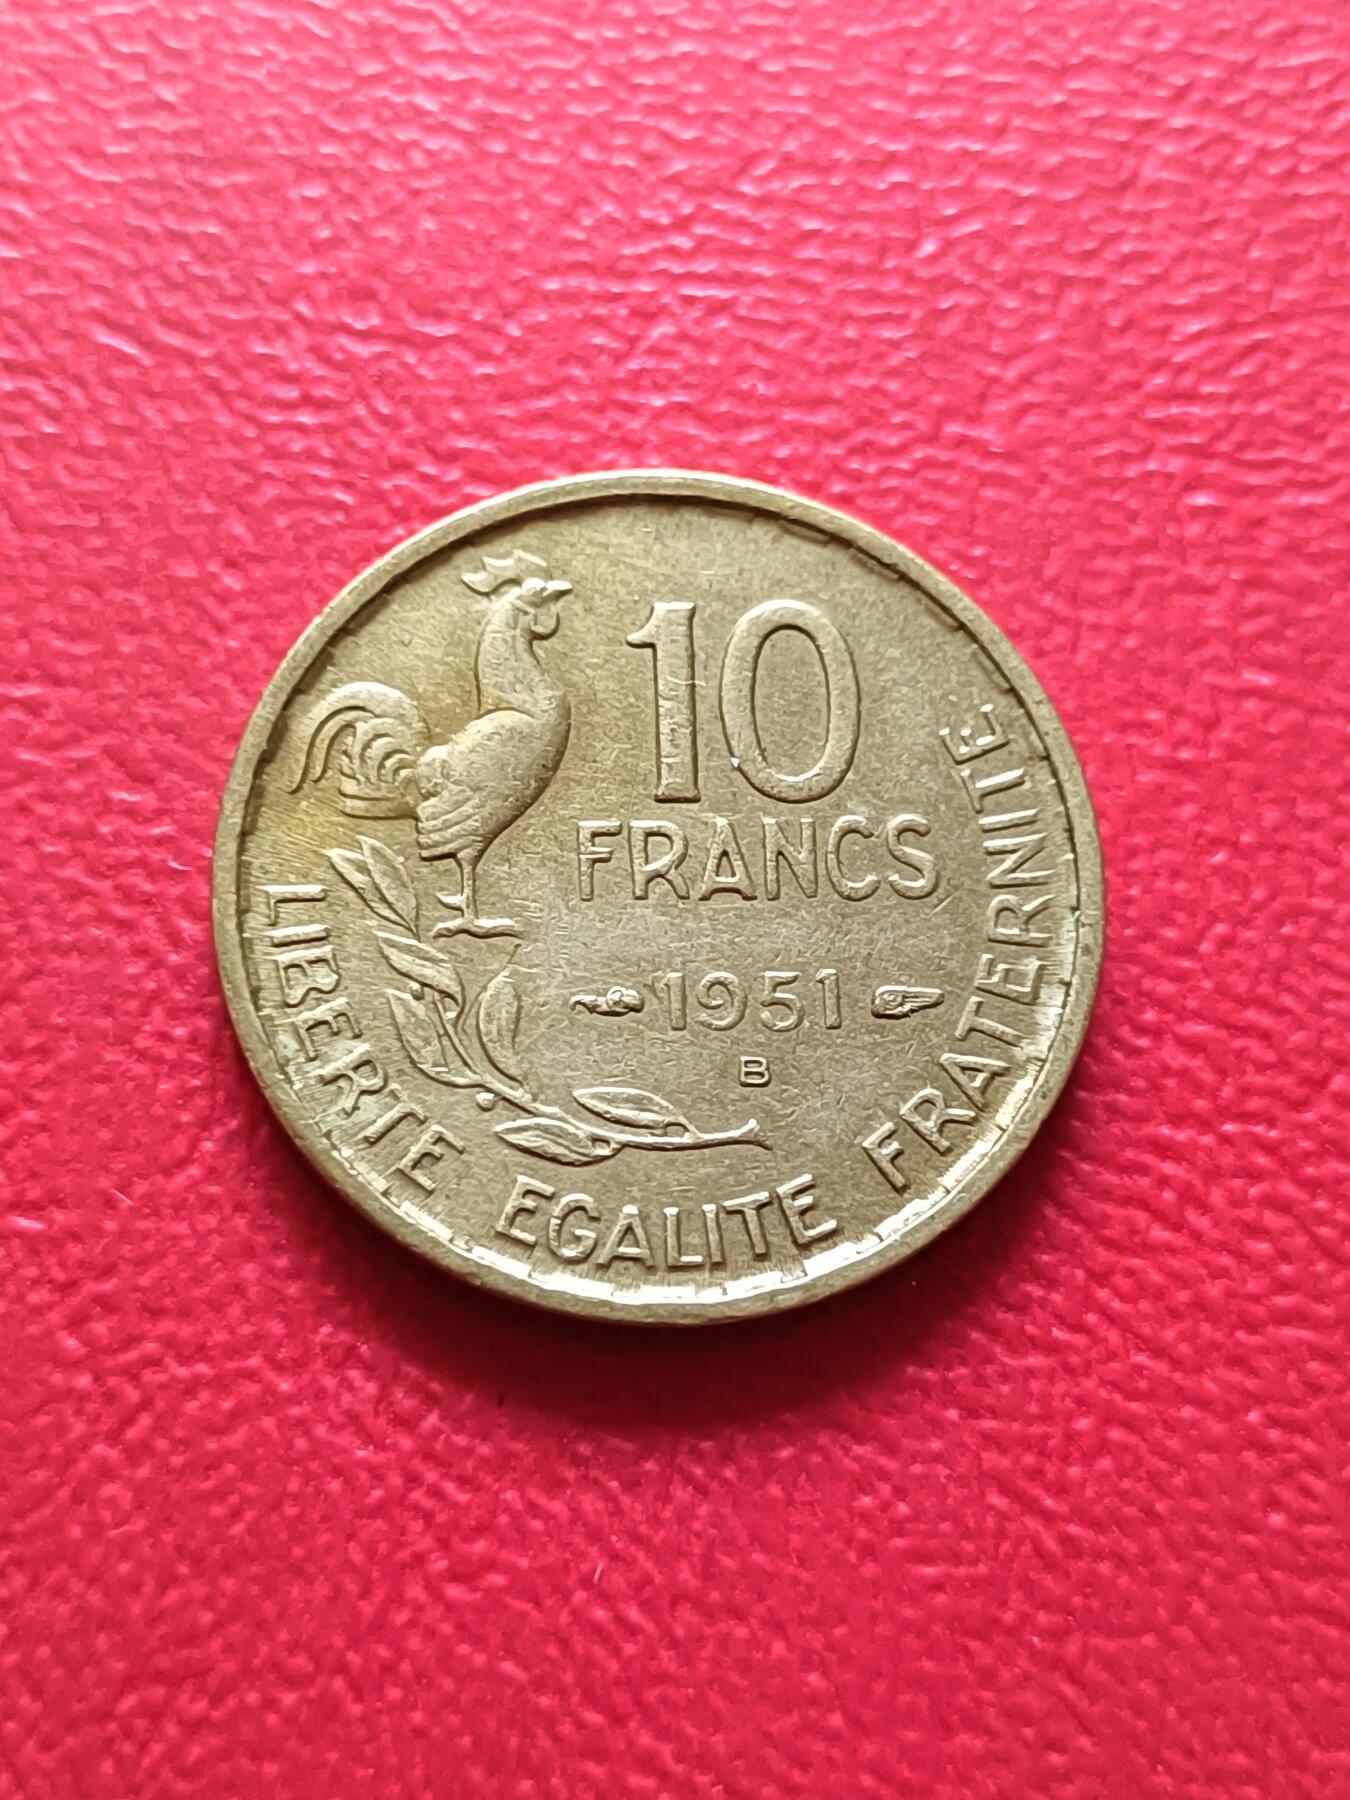 10
FRANCS
1951
B
LIBERTE EGALITE FRATERNITE